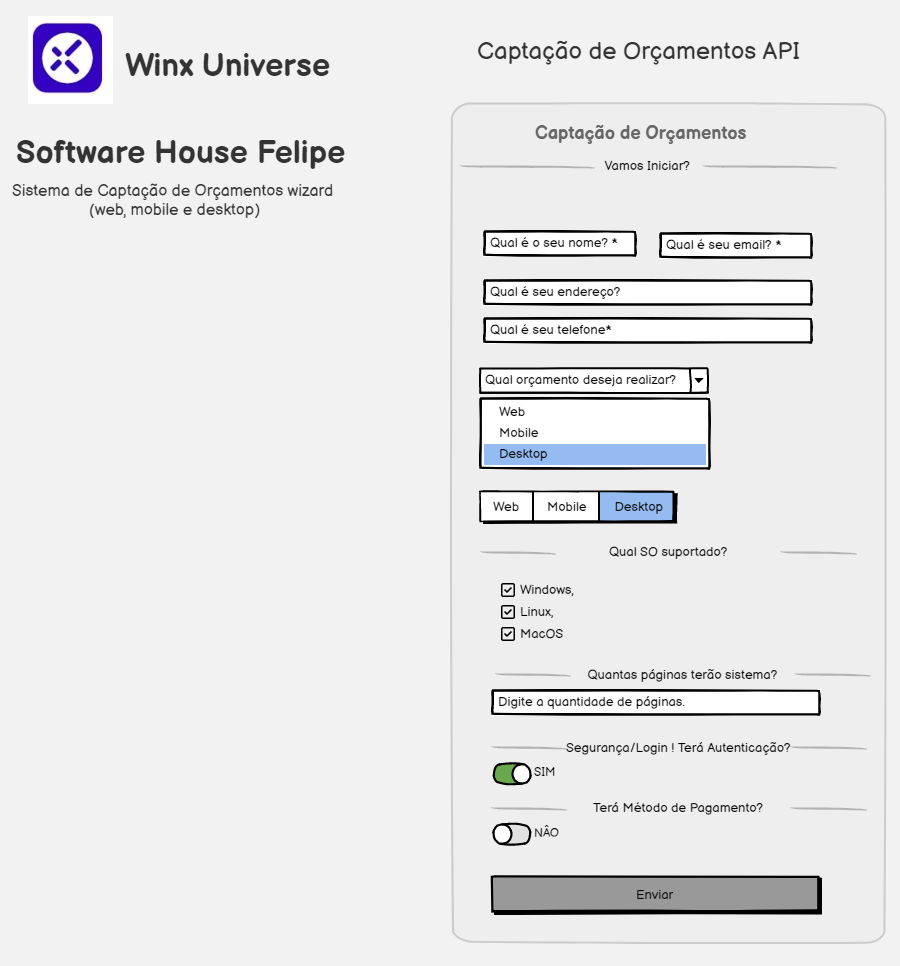 Winx Universe
Software House Felipe
Sistema de Captação de Orçamentos wizard
(web, mobile e desktop)
Captação de Orçamentos API
Captação de Orçamentos
Vamos Iniciar?
Qual é o seu nome? *
Qual é seu email? *
Qual é seu endereço?
Qual é seu telefone*
Qual orçamento deseja realizar?
Web
Mobile
Desktop
Web Mobile Desktop
Qual SO suportado?
Windows,
Linux,
MacOS
Quantas páginas terão sistema?
Digite a quantidade de páginas.
Segurança/Login ! Terá Autenticação?
SIM
Terá Método de Pagamento?
NÃO
Enviar